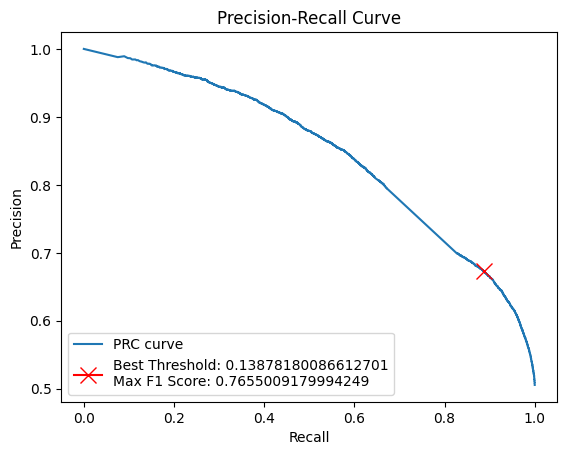 Precision-Recall Curve
1.0
0.9
0.8
0.7
0.6
0.5
Precision
PRC curve
Best Threshold: 0.13878180086612701
Max F1 Score: 0.7655009179994249
0.0
0.2
0.4
0.6
0.8
1.0
Recall